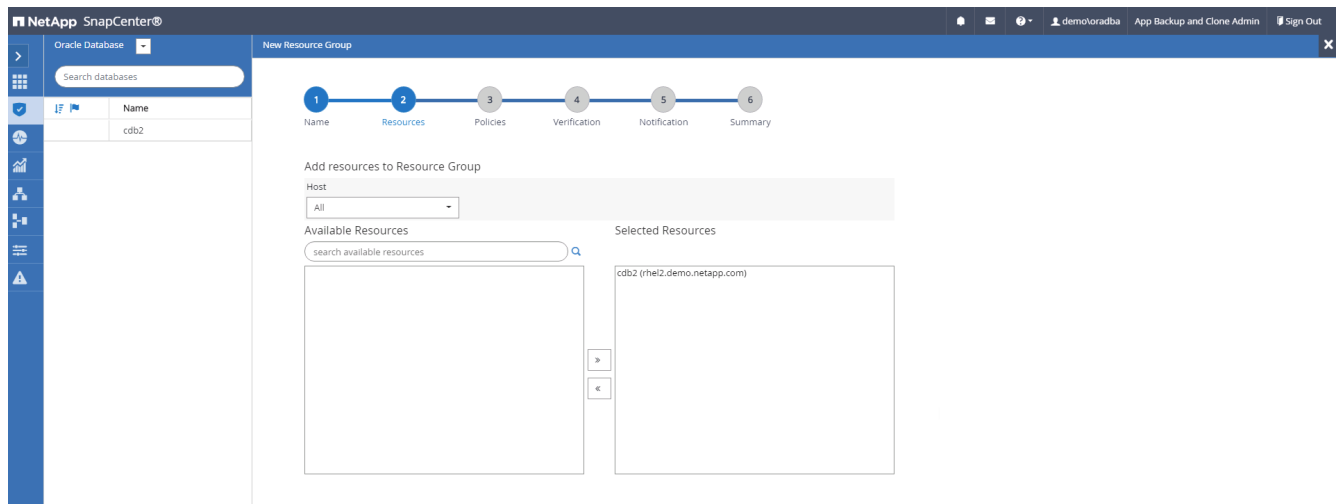 NetApp SnapCenter®
demo\oradba App Backup and Clone Admin Sign Out
Oracle Database
Search databases
Name
cdb2
New Resource Group
1 2 3 4 5 6
Name Resources Policies Verification Notification Summary
Add resources to Resource Group
Host
All
Available Resources
search available resources
Selected Resources
cdb2 (rhel2.demo.netapp.com)